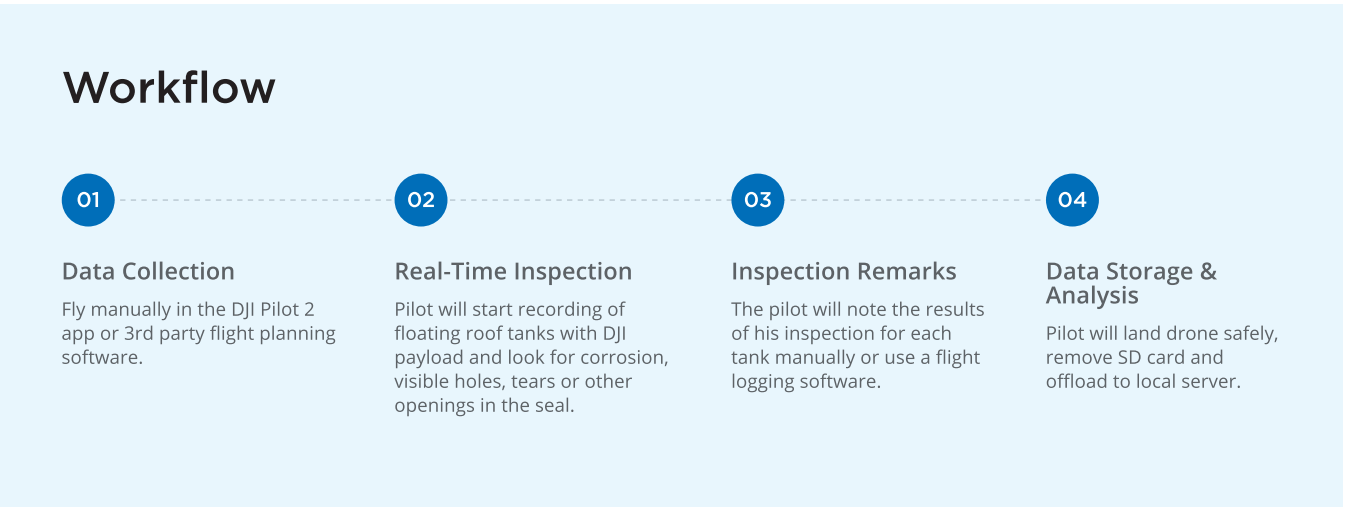 Workflow
01
02
03
04
Data Collection
Fly manually in the DJI Pilot 2
app or 3rd party flight planning
software.
Real-Time Inspection
Pilot will start recording of
floating roof tanks with DJI
payload and look for corrosion,
visible holes, tears or other
openings in the seal.
Inspection Remarks
The pilot will note the results
of his inspection for each
tank manually or use a flight
logging software.
Data Storage &
Analysis
Pilot will land drone safely,
remove SD card and
offload to local server.